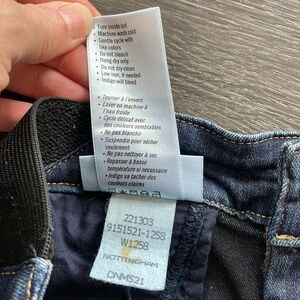 • Turn inside out
• Machine wash cold
• Gentle cycle with
like colors
• Do not bleach
• Hang dry only
• Do not dry clean
• Low iron, if needed
• Indigo will bleed
• Tourner à l'envers
• Laver en machine à
l'eau froide
• Cycle délicat avec
des couleurs semblables
• Ne pas blanchir
• Suspendre pour sécher
seulement
• Ne pas nettoyer à sec
• Repasser à basse
température si nécessaire
• Indigo va tacher des
couleurs claires
221303
9151521-1258
W1258
NOTTINGHAM
DNMS21